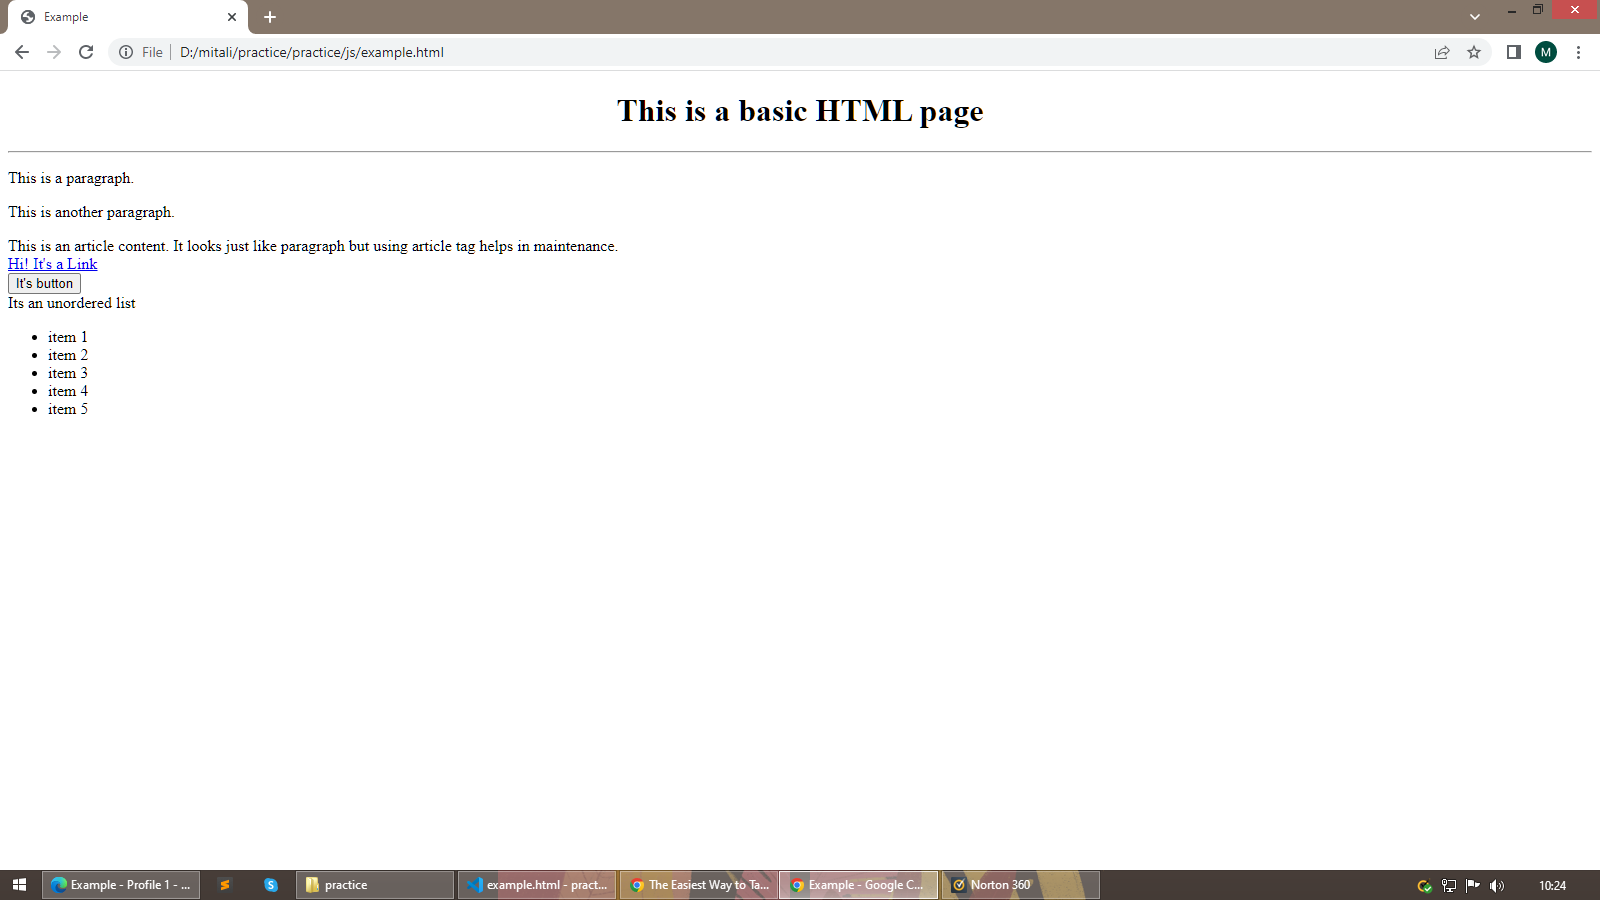 Example
File
D:/mitali/practice/practice/js/example.html
M
This is a basic HTML page
This is a paragraph.
This is another paragraph.
This is an article content. It looks just like paragraph but using article tag helps in maintenance.
Hi! It's a Link
It's button
Its an unordered list
• item 1
• item 2
• item 3
• item 4
• item 5
Example - Profile 1 - ...
practice
example.html - pract...
The Easiest Way to Ta...
Example - Google C...
Norton 360
10:24